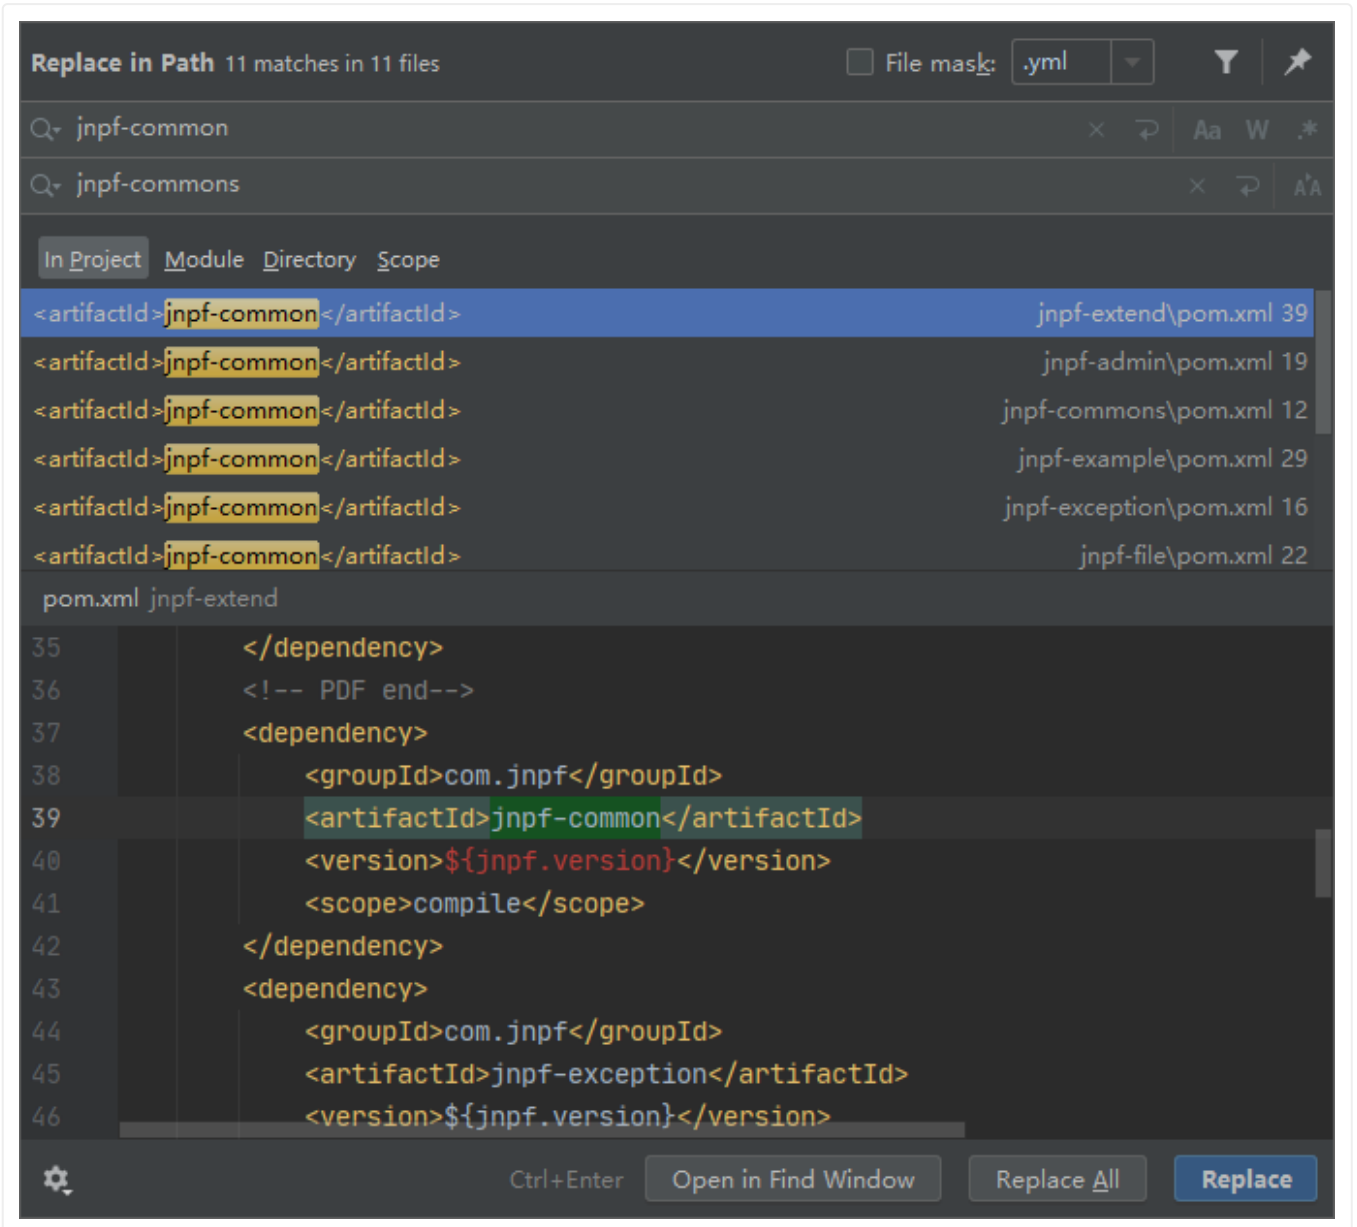 Replace in Path 11 matches in 11 files File mask: .yml
jnpf-common Aa W .*
jnpf-commons AA
In Project Module Directory Scope
<artifactId>jnpf-common</artifactId> jnpf-extend\pom.xml 39
<artifactId>jnpf-common</artifactId> jnpf-admin\pom.xml 19
<artifactId>jnpf-common</artifactId> jnpf-commons\pom.xml 12
<artifactId>jnpf-common</artifactId> jnpf-example\pom.xml 29
<artifactId>jnpf-common</artifactId> jnpf-exception\pom.xml 16
<artifactId>jnpf-common</artifactId> jnpf-file\pom.xml 22
pom.xml jnpf-extend
35 </dependency>
36 <!-- PDF end-->
37 <dependency>
38 <groupId>com.jnpf</groupId>
39 <artifactId>jnpf-common</artifactId>
40 <version>${jnpf.version}</version>
41 <scope>compile</scope>
42 </dependency>
43 <dependency>
44 <groupId>com.jnpf</groupId>
45 <artifactId>jnpf-exception</artifactId>
46 <version>${jnpf.version}</version>
Ctrl+Enter Open in Find Window Replace All Replace